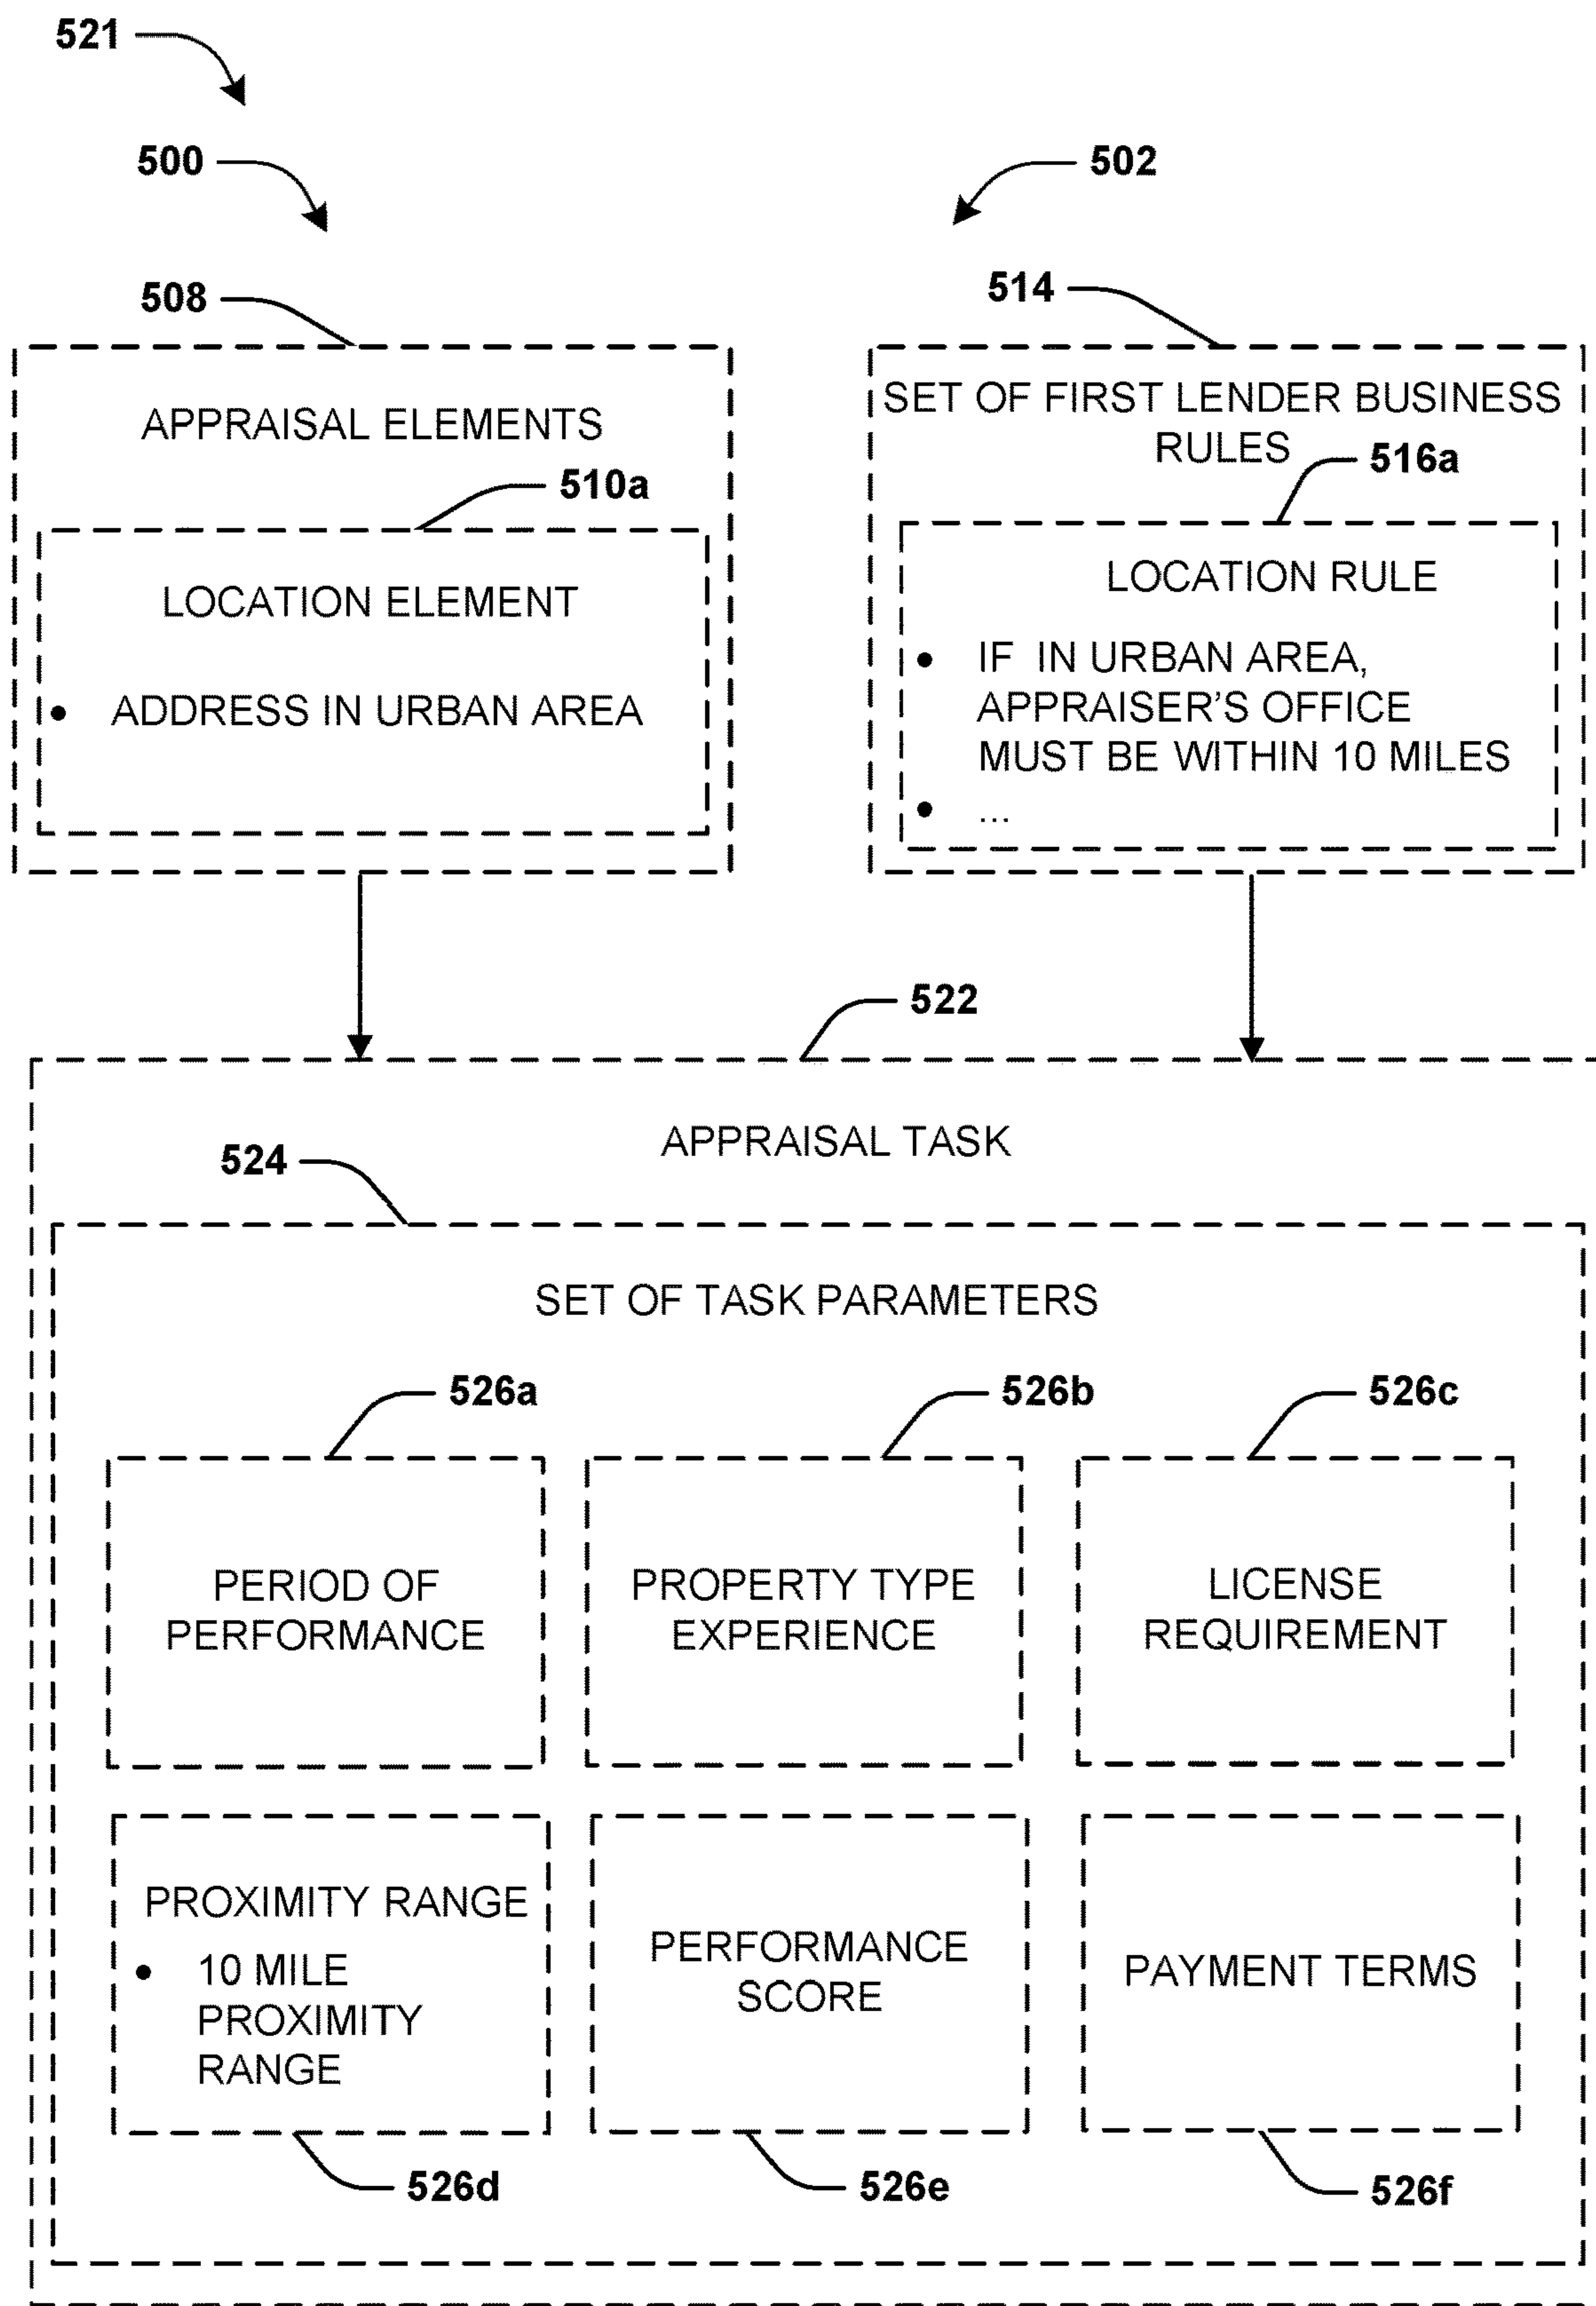 521
500
502
508
514
APPRAISAL ELEMENTS
SET OF FIRST LENDER BUSINESS
RULES
510a
516a
LOCATION ELEMENT
• ADDRESS IN URBAN AREA
LOCATION RULE
• IF IN URBAN AREA,
APPRAISER'S OFFICE
MUST BE WITHIN 10 MILES
• ...
522
APPRAISAL TASK
524
SET OF TASK PARAMETERS
526a
526b
526c
PERIOD OF
PERFORMANCE
PROPERTY TYPE
EXPERIENCE
LICENSE
REQUIREMENT
PROXIMITY RANGE
• 10 MILE
PROXIMITY
RANGE
PERFORMANCE
SCORE
PAYMENT TERMS
526d
526e
526f